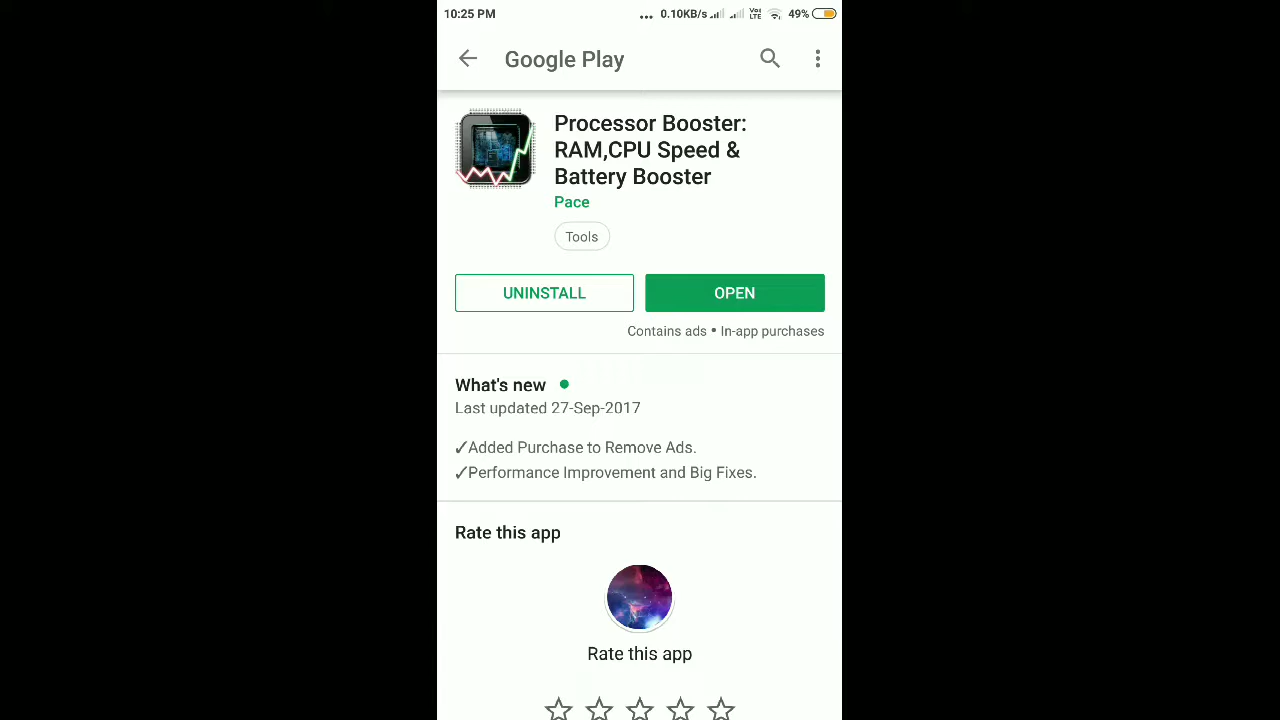 10:25 PM ... 0.10KB/s Vo LTE 49%
Google Play
Processor Booster:
RAM,CPU Speed &
Battery Booster
Pace
Tools
UNINSTALL OPEN
Contains ads • In-app purchases
What's new
Last updated 27-Sep-2017
✓Added Purchase to Remove Ads.
✓Performance Improvement and Big Fixes.
Rate this app
Rate this app